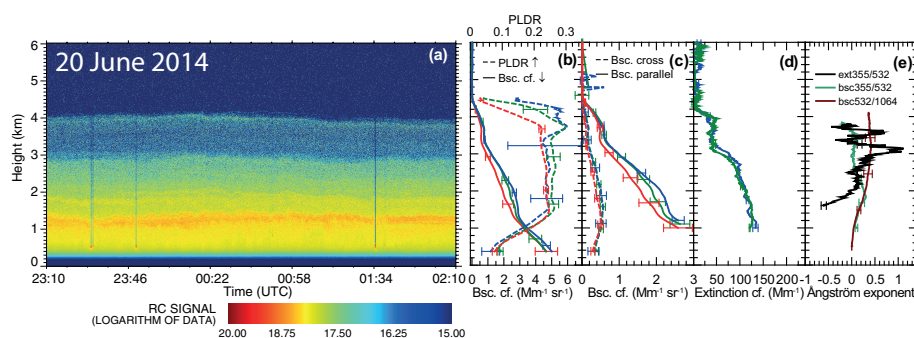 PLDR
0 0.1 0.2 0.3
20 June 2014
(a)
(b)
(c)
(d)
(e)
PLDR ↑
Bsc. cf. ↓
Bsc. cross
Bsc. parallel
ext355/532
bsc355/532
bsc532/1064
Height (km)
6
5
4
3
2
1
0
23:10 23:46 00:22 00:58 01:34 02:10
Time (UTC)
0 1 2 3 4 5 6
Bsc. cf. (Mm⁻¹ sr⁻¹)
0 1 2 3
Bsc. cf. (Mm⁻¹ sr⁻¹)
50 100 150 200
Extinction cf. (Mm⁻¹)
-1 -0.5 0 0.5 1
Ångström exponent
RC SIGNAL
(LOGARITHM OF DATA)
20.00 18.75 17.50 16.25 15.00